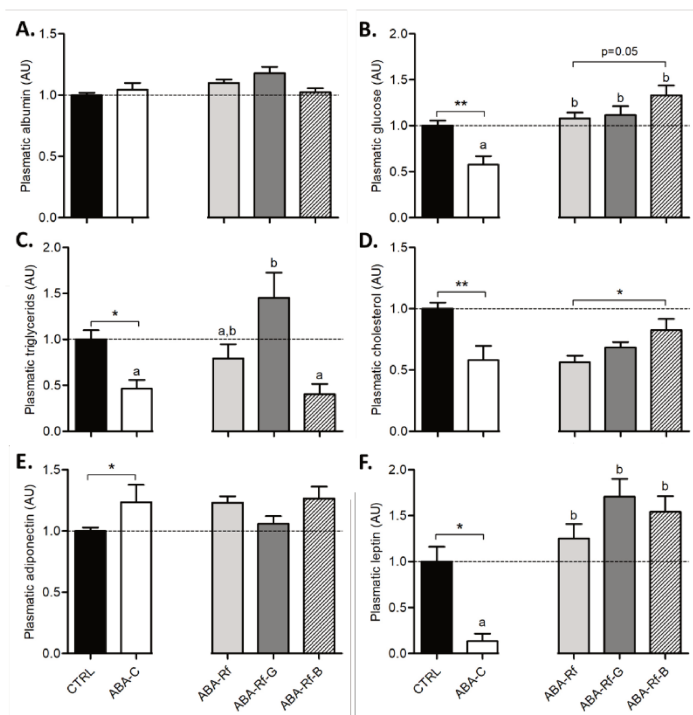 A.
Plasmatic albumin (AU)
1.5
1.0
0.5
0.0
B.
Plasmatic glucose (AU)
2.0
1.5
1.0
0.5
0.0
**
a
b
b
b
p=0.05
C.
Plasmatic triglycerids (AU)
2.0
1.5
1.0
0.5
0.0
*
a
a,b
b
a
D.
Plasmatic cholesterol (AU)
1.5
1.0
0.5
0.0
**
*
E.
Plasmatic adiponectin (AU)
1.5
1.0
0.5
0.0
*
CTRL
ABA-C
ABA-Rf
ABA-Rf-G
ABA-Rf-B
F.
Plasmatic leptin (AU)
2.0
1.5
1.0
0.5
0.0
*
a
b
b
b
CTRL
ABA-C
ABA-Rf
ABA-Rf-G
ABA-Rf-B